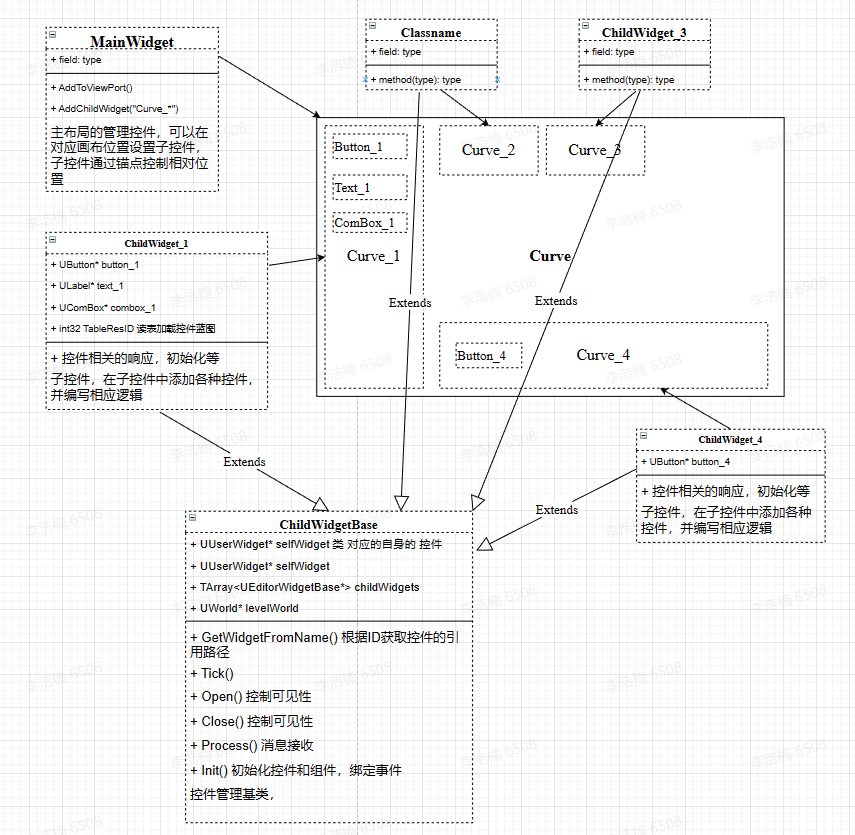 MainWidget
+ field: type
+ AddToViewPort()
+ AddChildWidget("Curve_*")
主布局的管理控件，可以在
对应画布位置设置子控件，
子控件通过锚点控制相对位
置
Classname
+ field: type
+ method(type): type
ChildWidget_3
+ field: type
+ method(type): type
Button_1
Text_1
ComBox_1
Curve_1
Curve_2
Curve_3
Curve
Button_4
Curve_4
ChildWidget_1
+ UButton* button_1
+ ULabel* text_1
+ UComBox* combox_1
+ int32 TableResID 读表加载控件蓝图
+ 控件相关的响应，初始化等
子控件，在子控件中添加各种控件，
并编写相应逻辑
Extends
Extends
Extends
Extends
ChildWidget_4
+ UButton* button_4
+ 控件相关的响应，初始化等
子控件，在子控件中添加各种
控件，并编写相应逻辑
ChildWidgetBase
+ UUserWidget* selfWidget 类 对应的自身的 控件
+ UUserWidget* selfWidget
+ TArray<UEditorWidgetBase*> childWidgets
+ UWorld* levelWorld
+ GetWidgetFromName() 根据ID获取控件的引
用路径
+ Tick()
+ Open() 控制可见性
+ Close() 控制可见性
+ Process() 消息接收
+ Init() 初始化控件和组件，绑定事件
控件管理基类，
李浩楠 6508